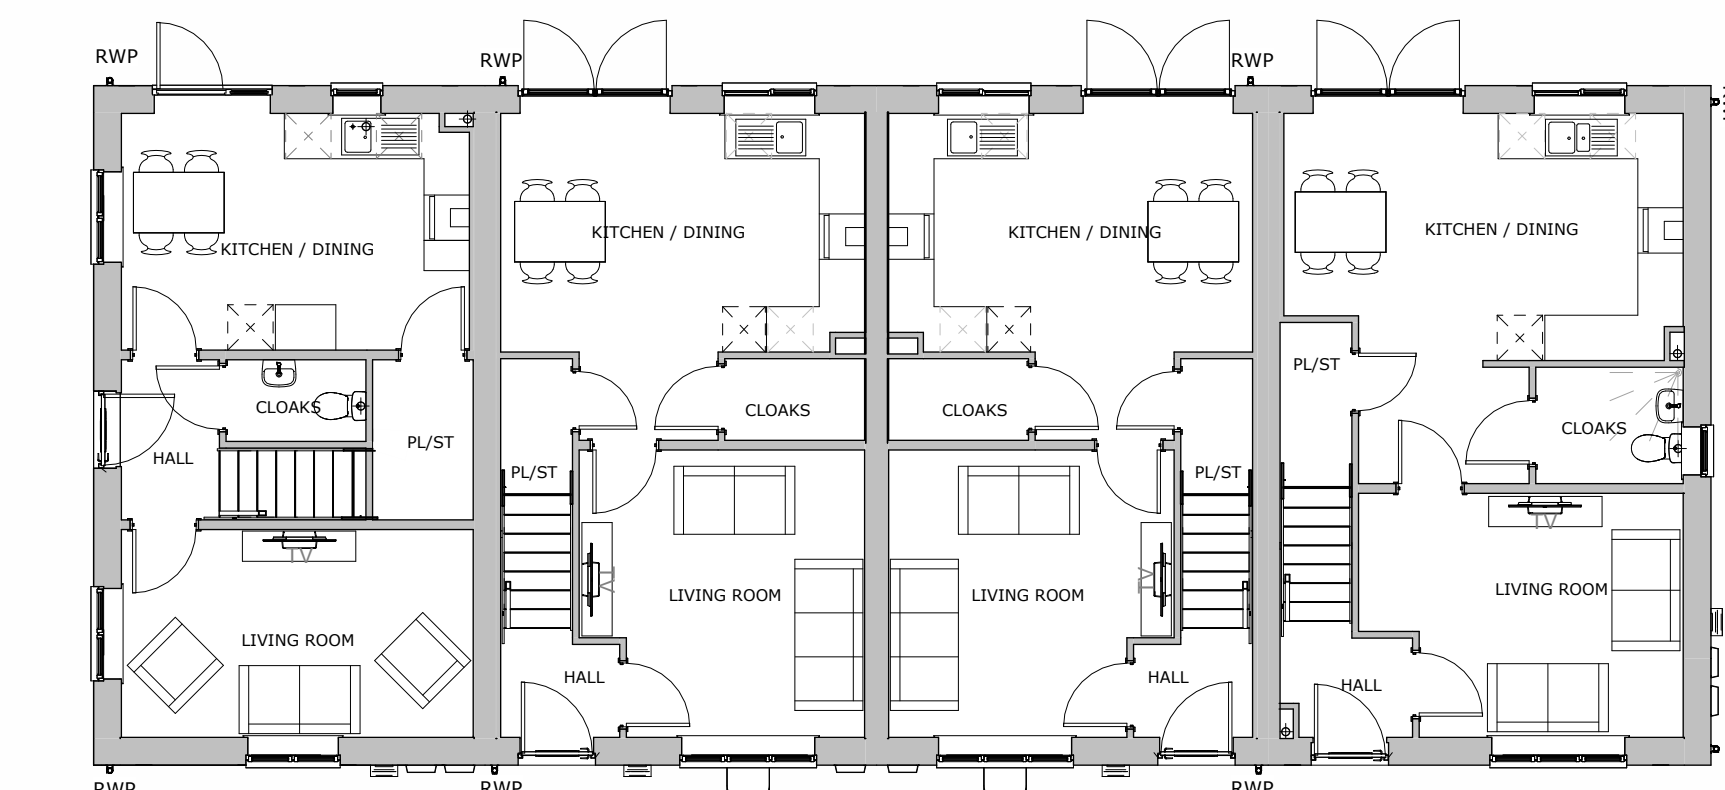 RWP
RWP
RWP
KITCHEN / DINING
KITCHEN / DINING
KITCHEN / DINING
KITCHEN / DINING
PL/ST
CLOAKS
CLOAKS
CLOAKS
CLOAKS
HALL
PL/ST
PL/ST
PL/ST
TV
TV
TV
TV
LIVING ROOM
LIVING ROOM
LIVING ROOM
LIVING ROOM
HALL
HALL
HALL
RWP
RWP
RWP